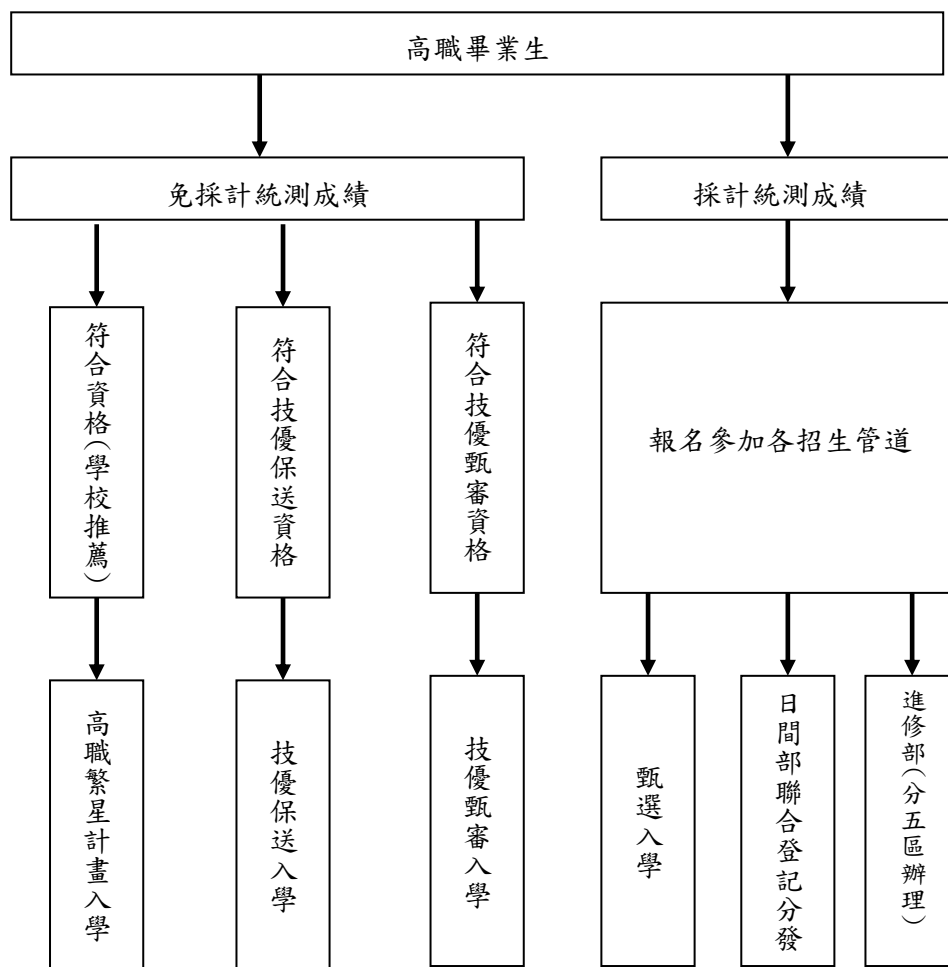 高職畢業生
免採計統測成績
採計統測成績
符合資格(學校推薦)
符合技優保送資格
符合技優甄審資格
報名參加各招生管道
高職繁星計畫入學
技優保送入學
技優甄審入學
甄選入學
日間部聯合登記分發
進修部(分五區辦理)